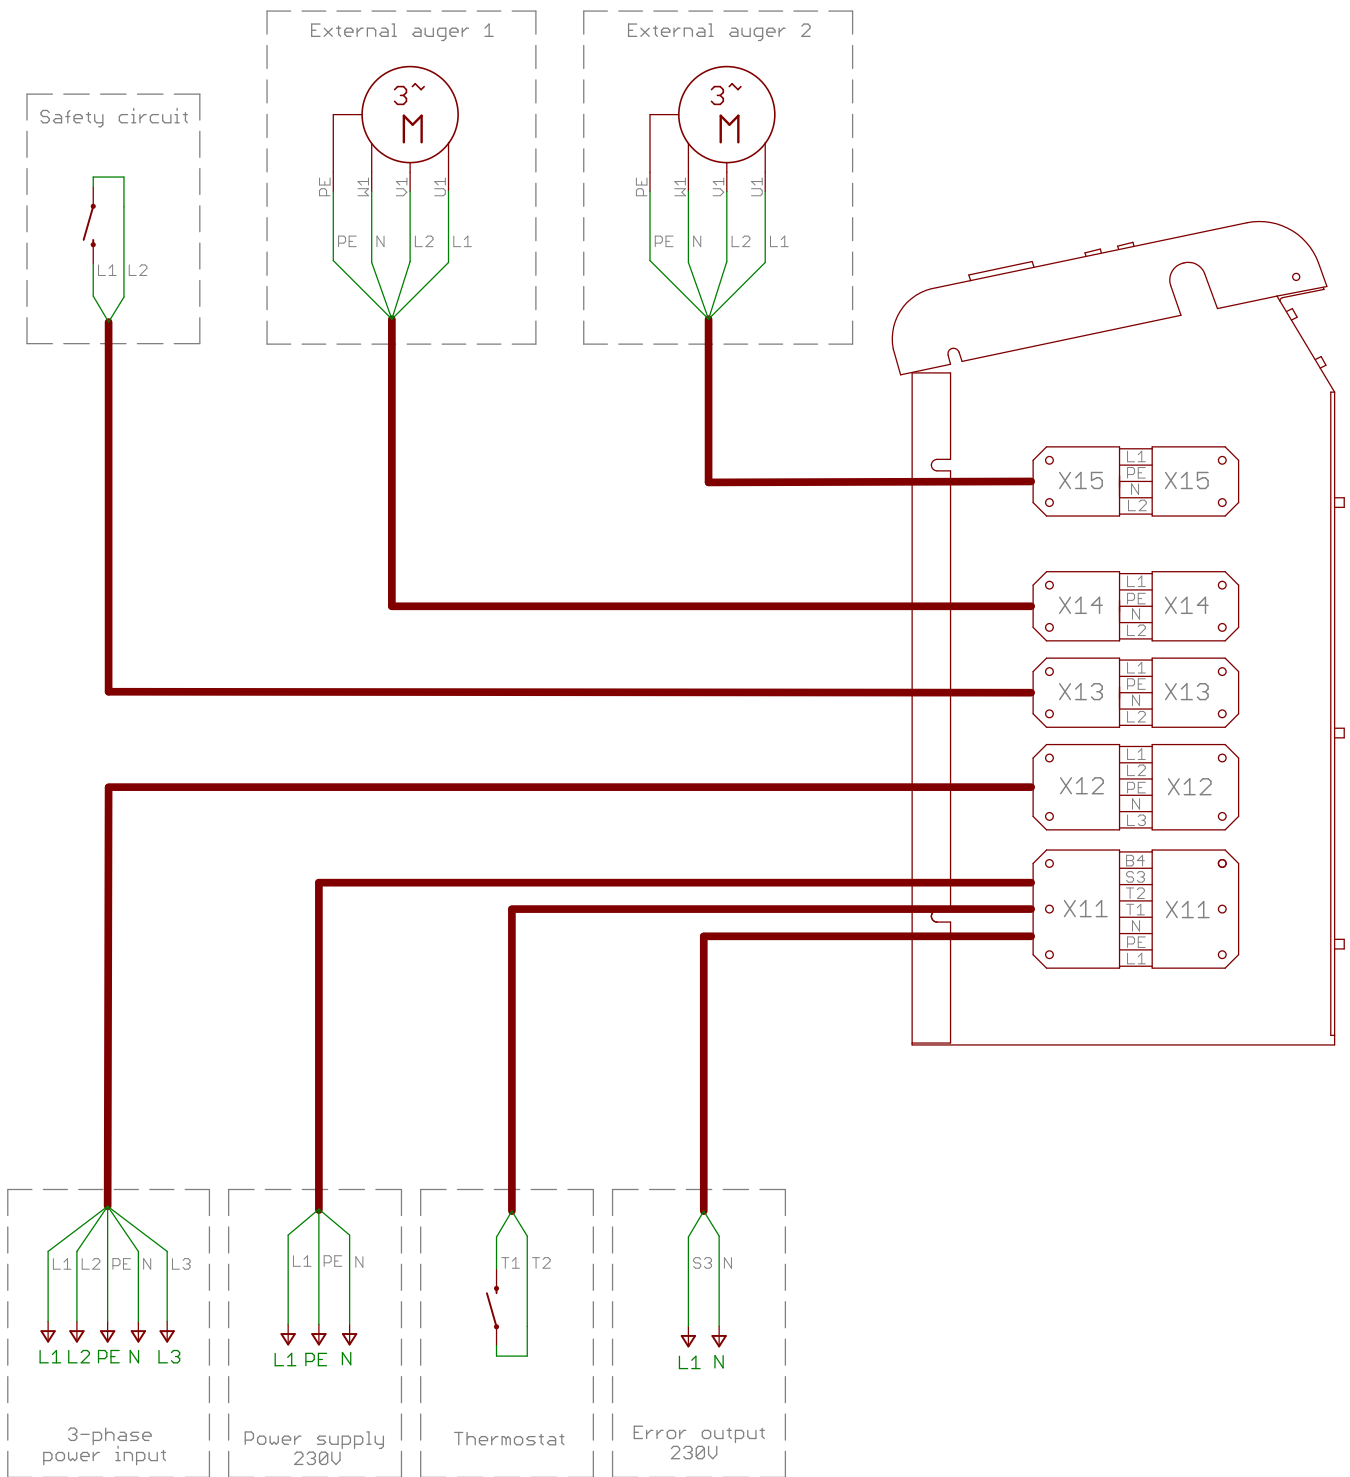 External auger 1
External auger 2
3~
M
3~
M
Safety circuit
PE
W1
V1
U1
PE
W1
V1
U1
PE
N
L2
L1
PE
N
L2
L1
L1
L2
L1
PE
N
L2
X15
X15
L1
PE
N
L2
X14
X14
L1
PE
N
L2
X13
X13
L1
L2
PE
N
L3
X12
X12
B4
S3
T2
T1
N
PE
L1
X11
X11
L1
L2
PE
N
L3
L1
PE
N
T1
T2
S3
N
L1
L2
PE
N
L3
L1
PE
N
L1
N
3-phase
power input
Power supply
230V
Thermostat
Error output
230V